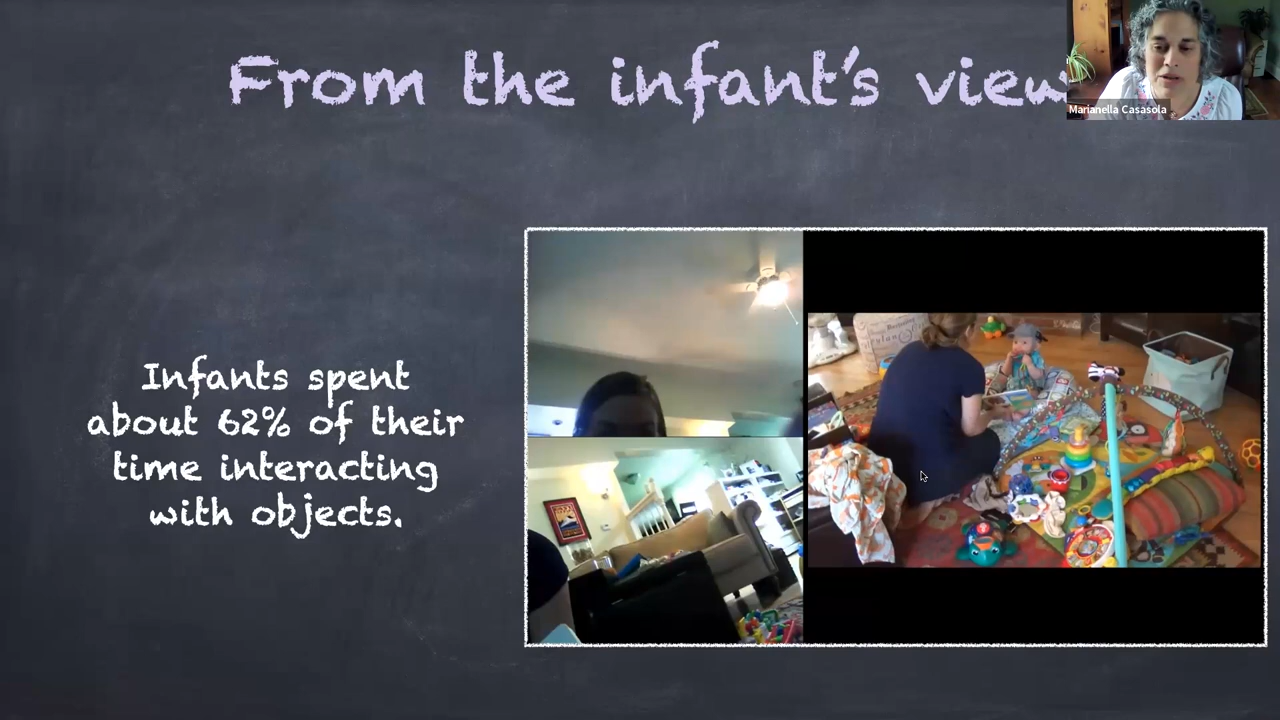 From the infant's view
Marianella Casasola
Infants spent
about 62% of their
time interacting
with objects.